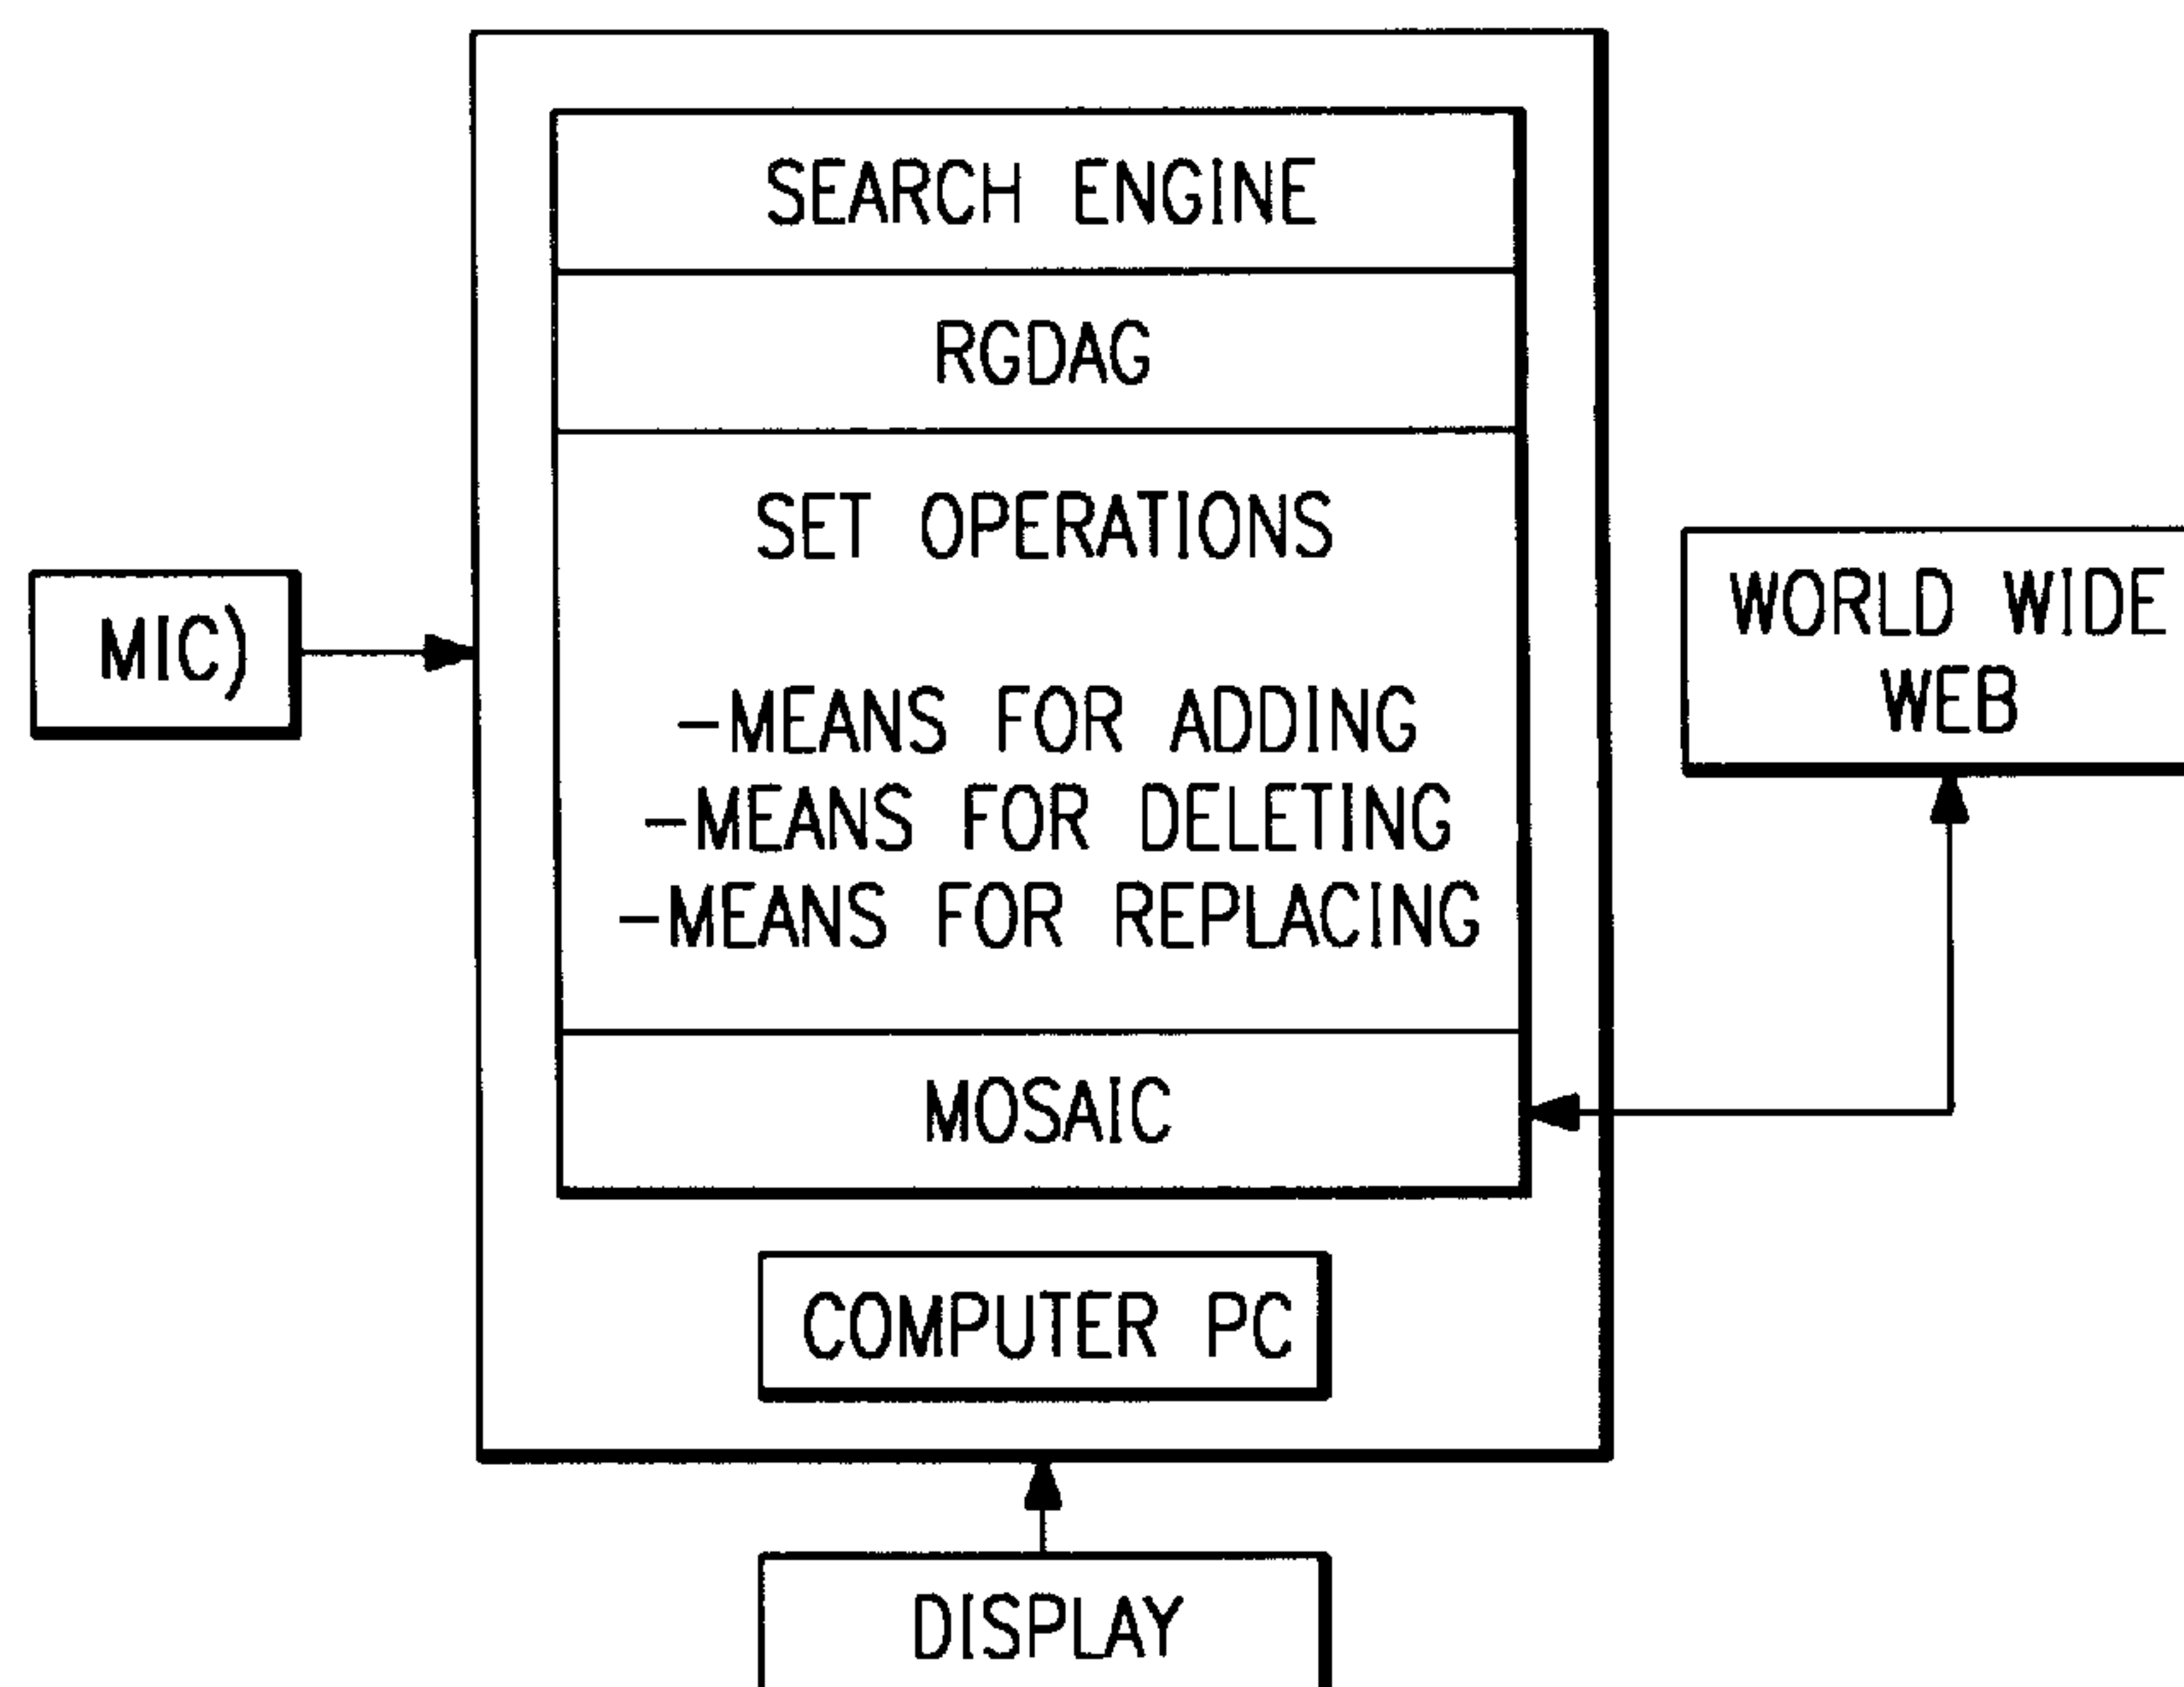 SEARCH ENGINE
RGDAG
SET OPERATIONS
-MEANS FOR ADDING
-MEANS FOR DELETING
-MEANS FOR REPLACING
MOSAIC
COMPUTER PC
MIC)
WORLD WIDE
WEB
DISPLAY